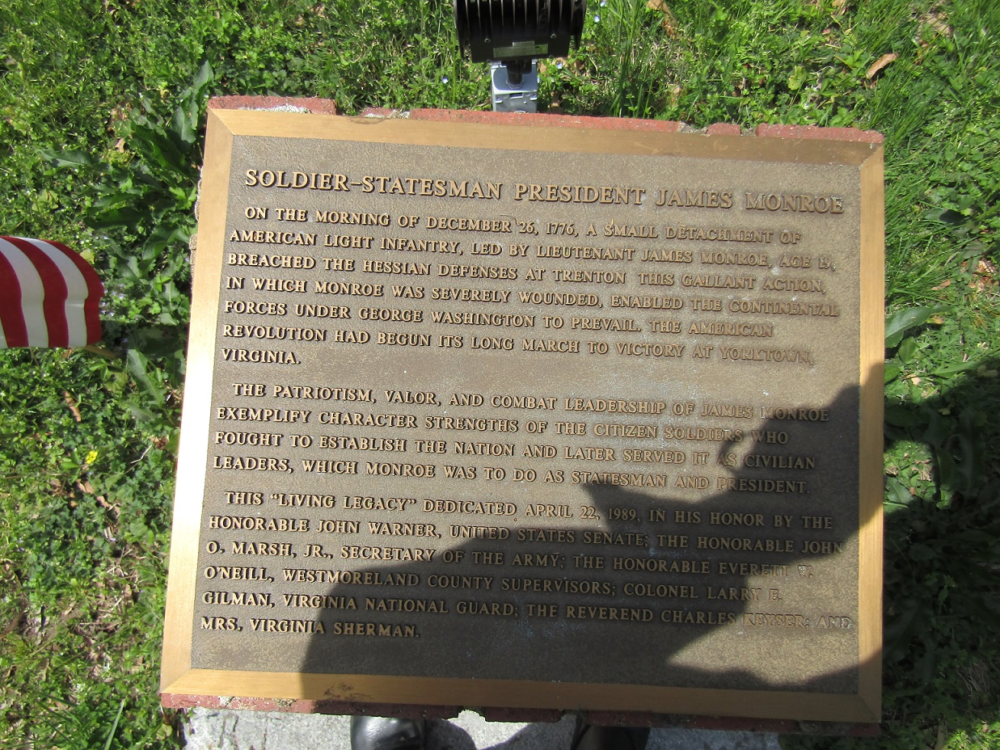 SOLDIER-STATESMAN PRESIDENT JAMES MONROE
ON THE MORNING OF DECEMBER 26, 1776, A SMALL DETACHMENT OF
AMERICAN LIGHT INFANTRY, LED BY LIEUTENANT JAMES MONROE, AGE 18,
BREACHED THE HESSIAN DEFENSES AT TRENTON THIS GALLANT ACTION,
IN WHICH MONROE WAS SEVERELY WOUNDED, ENABLED THE CONTINENTAL
FORCES UNDER GEORGE WASHINGTON TO PREVAIL. THE AMERICAN
REVOLUTION HAD BEGUN ITS LONG MARCH TO VICTORY AT YORKTOWN,
VIRGINIA.
THE PATRIOTISM, VALOR, AND COMBAT LEADERSHIP OF JAMES MONROE
EXEMPLIFY CHARACTER STRENGTHS OF THE CITIZEN SOLDIERS WHO
FOUGHT TO ESTABLISH THE NATION AND LATER SERVED IT AS CIVILIAN
LEADERS, WHICH MONROE WAS TO DO AS STATESMAN AND PRESIDENT.
THIS "LIVING LEGACY" DEDICATED APRIL 22, 1989, IN HIS HONOR BY THE
HONORABLE JOHN WARNER, UNITED STATES SENATE; THE HONORABLE JOHN
O. MARSH, JR., SECRETARY OF THE ARMY; THE HONORABLE EVERETT
O'NEILL, WESTMORELAND COUNTY SUPERVISORS; COLONEL LARRY E.
GILMAN, VIRGINIA NATIONAL GUARD; THE REVEREND CHARLES KEYSER; AND
MRS. VIRGINIA SHERMAN.